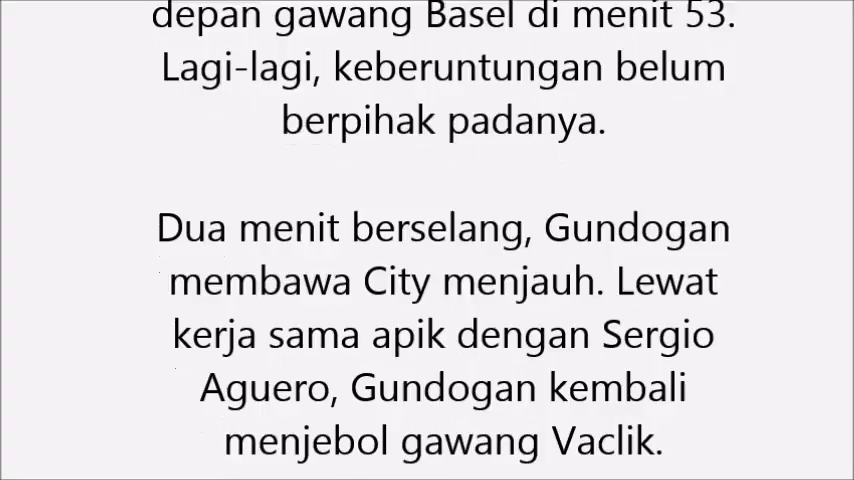 depan gawang Basel di menit 53.
Lagi-lagi, keberuntungan belum
berpihak padanya.
Dua menit berselang, Gundogan
membawa City menjauh. Lewat
kerja sama apik dengan Sergio
Aguero, Gundogan kembali
menjebol gawang Vaclik.